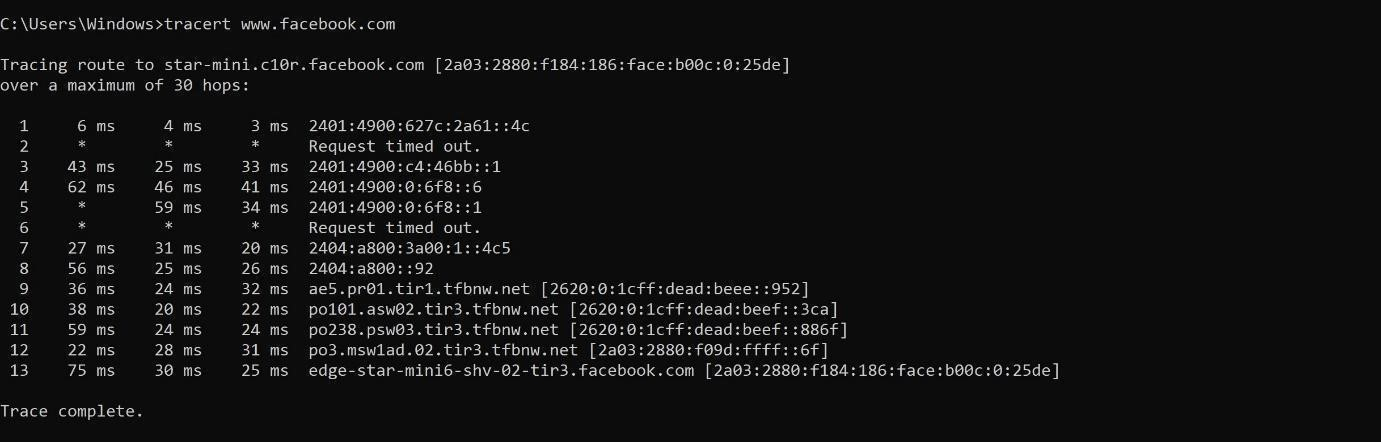 C:\Users\Windows>tracert www.facebook.com
Tracing route to star-mini.c10r.facebook.com [2a03:2880:f184:186:face:b00c:0:25de]
over a maximum of 30 hops:
1 6 ms 4 ms 3 ms 2401:4900:627c:2a61::4c
2 * * * Request timed out.
3 43 ms 25 ms 33 ms 2401:4900:c4:46bb::1
4 62 ms 46 ms 41 ms 2401:4900:0:6f8::6
5 * 59 ms 34 ms 2401:4900:0:6f8::1
6 * * * Request timed out.
7 27 ms 31 ms 20 ms 2404:a800:3a00:1::4c5
8 56 ms 25 ms 26 ms 2404:a800::92
9 36 ms 24 ms 32 ms ae5.pr01.tir1.tfbnw.net [2620:0:1cff:dead:beee::952]
10 38 ms 20 ms 22 ms po101.asw02.tir3.tfbnw.net [2620:0:1cff:dead:beef::3ca]
11 59 ms 24 ms 24 ms po238.psw03.tir3.tfbnw.net [2620:0:1cff:dead:beef::886f]
12 22 ms 28 ms 31 ms po3.msw1ad.02.tir3.tfbnw.net [2a03:2880:f09d:ffff::6f]
13 75 ms 30 ms 25 ms edge-star-mini6-shv-02-tir3.facebook.com [2a03:2880:f184:186:face:b00c:0:25de]
Trace complete.